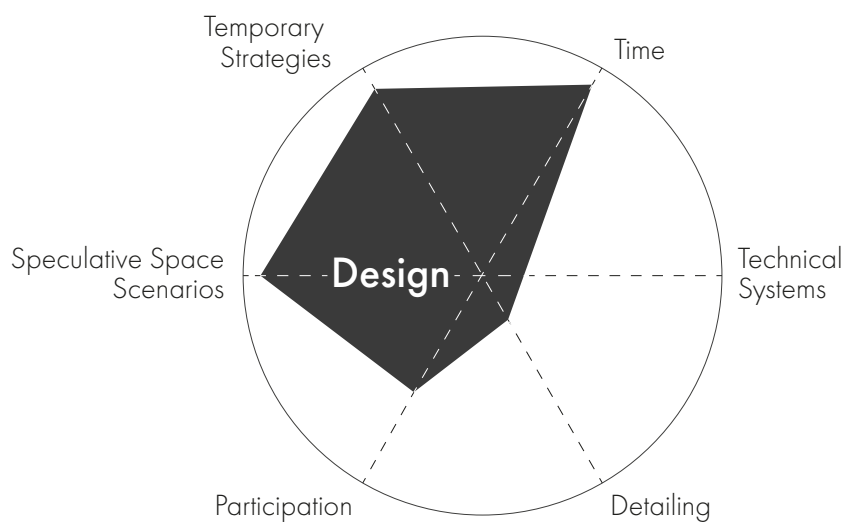 Temporary
Strategies
Time
Speculative Space
Scenarios
Design
Technical
Systems
Participation
Detailing